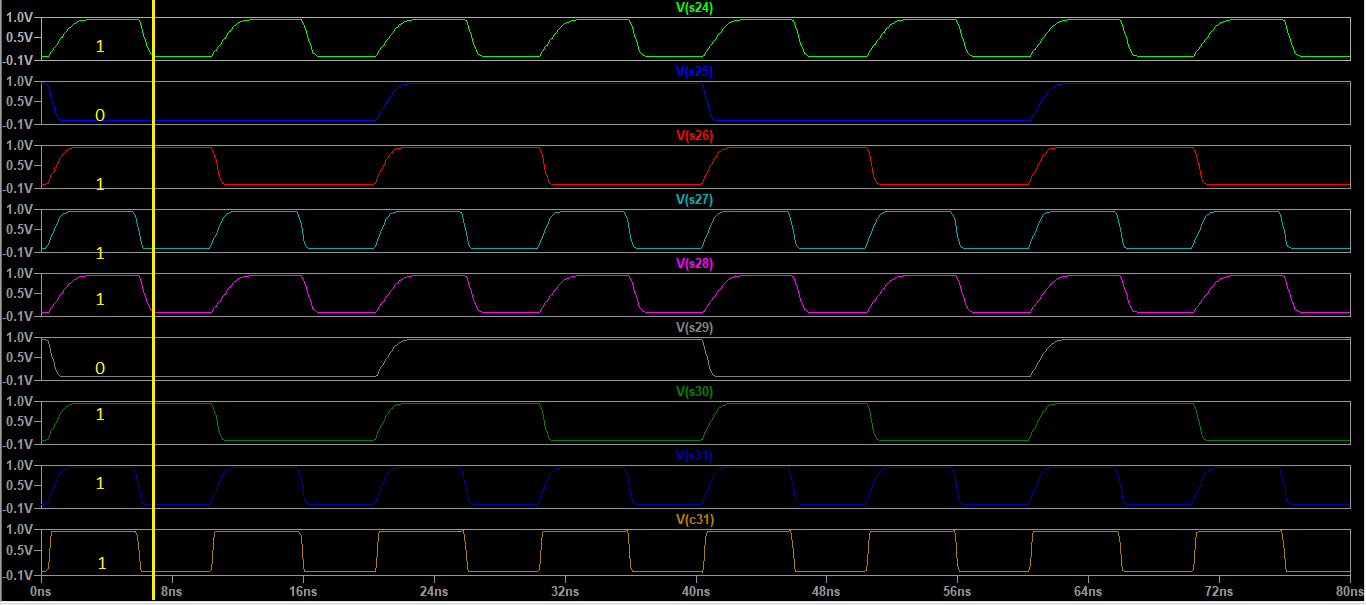 V(s24)
1.0V
0.5V
-0.1V
1
V(s25)
1.0V
0.5V
-0.1V
0
V(s26)
1.0V
0.5V
-0.1V
1
V(s27)
1.0V
0.5V
-0.1V
1
V(s28)
1.0V
0.5V
-0.1V
1
V(s29)
1.0V
0.5V
-0.1V
0
V(s30)
1.0V
0.5V
-0.1V
1
V(s31)
1.0V
0.5V
-0.1V
1
V(c31)
1.0V
0.5V
-0.1V
1
0ns 8ns 16ns 24ns 32ns 40ns 48ns 56ns 64ns 72ns 80ns